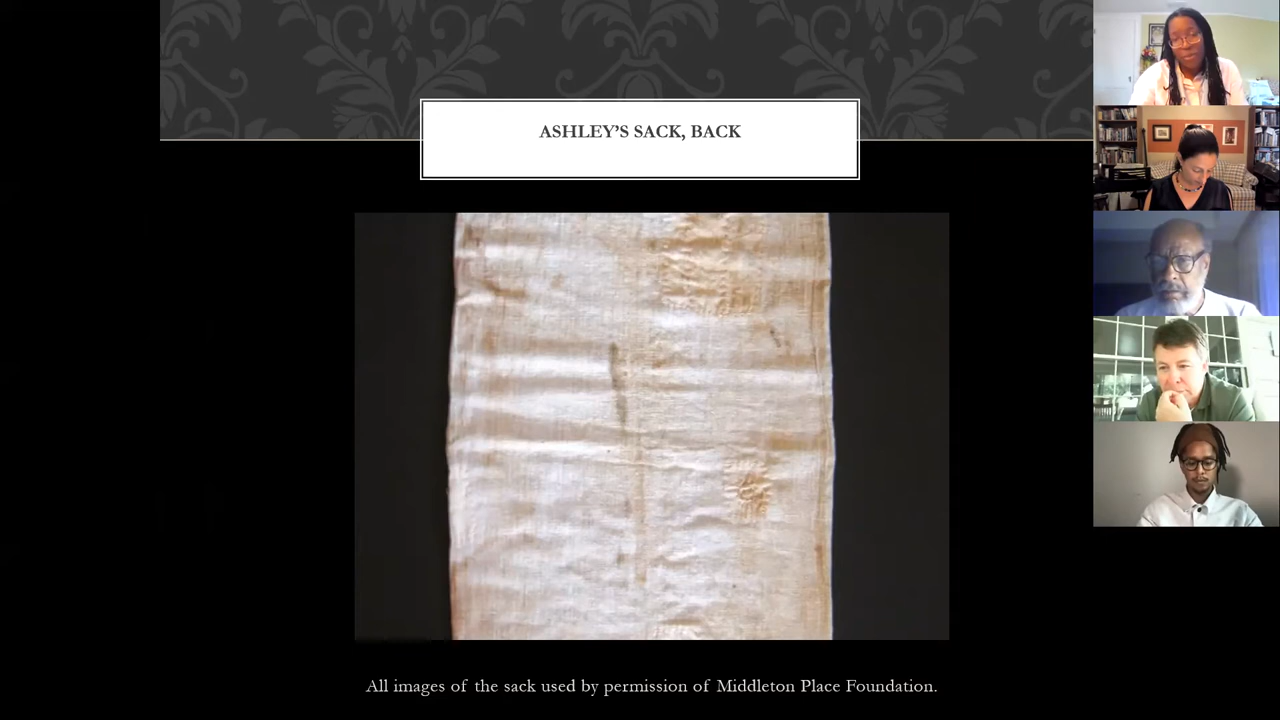 ASHLEY’S SACK, BACK
All images of the sack used by permission of Middleton Place Foundation.